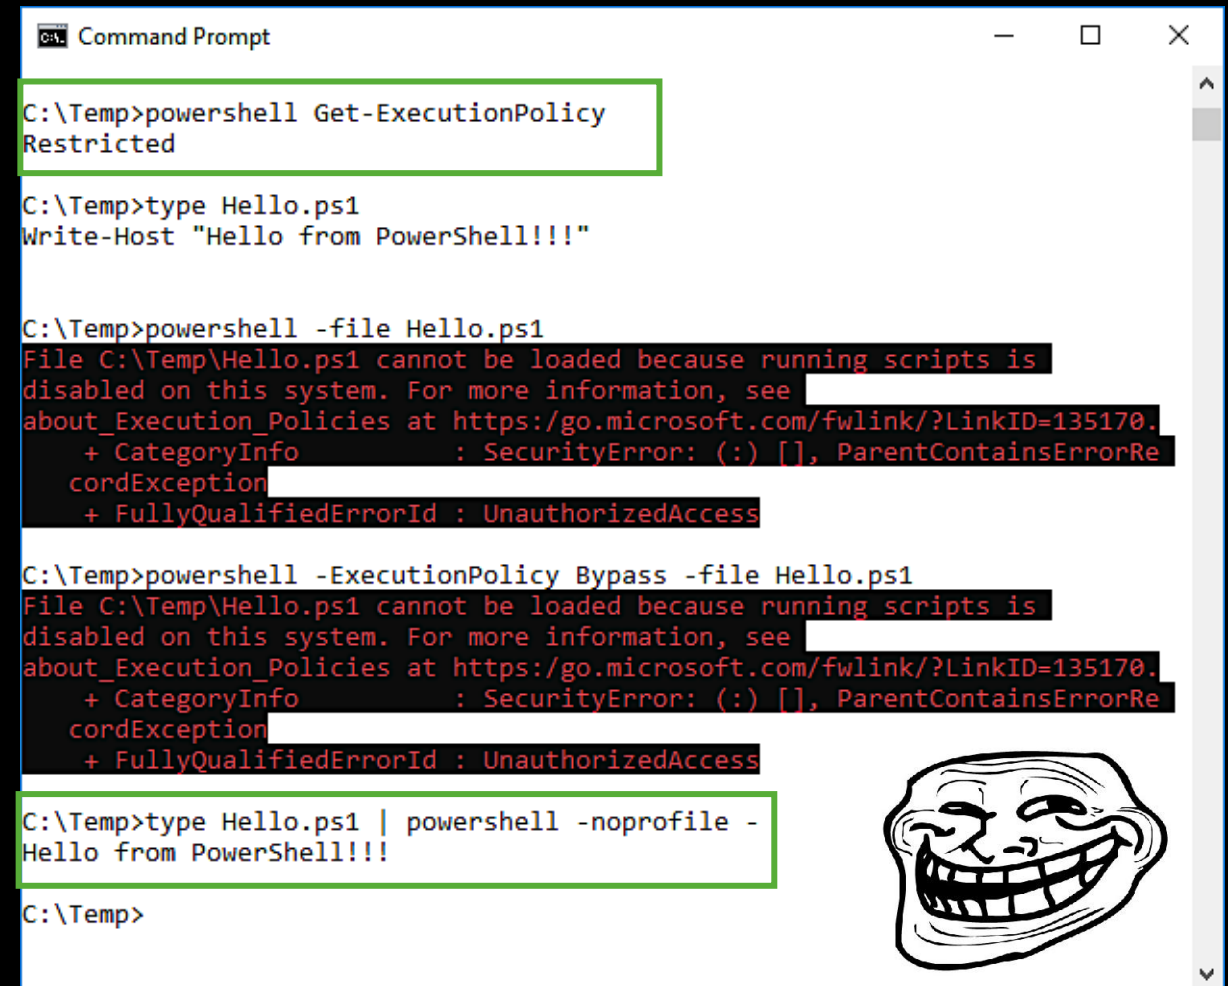 Command Prompt
C:\Temp>powershell Get-ExecutionPolicy
Restricted
C:\Temp>type Hello.ps1
Write-Host "Hello from PowerShell!!!"
C:\Temp>powershell -file Hello.ps1
File C:\Temp\Hello.ps1 cannot be loaded because running scripts is
disabled on this system. For more information, see
about_Execution_Policies at https:/go.microsoft.com/fwlink/?LinkID=135170.
+ CategoryInfo : SecurityError: (:) [], ParentContainsErrorRe
cordException
+ FullyQualifiedErrorId : UnauthorizedAccess
C:\Temp>powershell -ExecutionPolicy Bypass -file Hello.ps1
File C:\Temp\Hello.ps1 cannot be loaded because running scripts is
disabled on this system. For more information, see
about_Execution_Policies at https:/go.microsoft.com/fwlink/?LinkID=135170.
+ CategoryInfo : SecurityError: (:) [], ParentContainsErrorRe
cordException
+ FullyQualifiedErrorId : UnauthorizedAccess
C:\Temp>type Hello.ps1 | powershell -noprofile -
Hello from PowerShell!!!
C:\Temp>